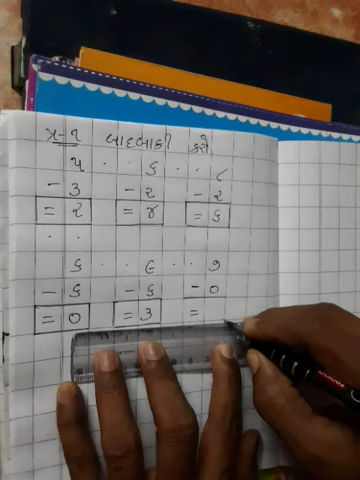 પ્ર-૨ બાદબાકી કરો.
૫ . . ૬ . . ૮
- ૩ - ૨ - ૨
= ૨ = ૪ = ૬
. .
૬ . . ૯ . . ૭
- ૬ - ૬ - ૦
= ૦ = ૩ =